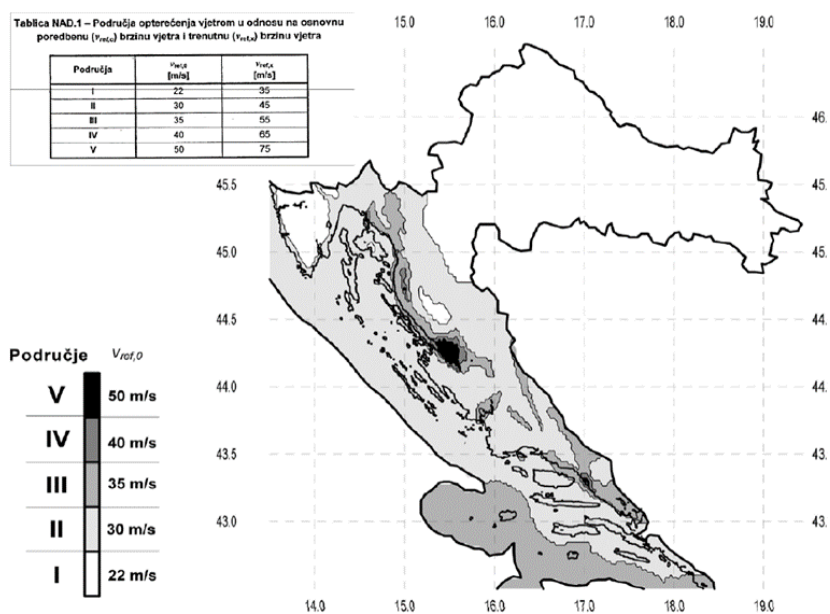 Tablica NAD.1 – Područja opterećenja vjetrom u odnosu na osnovnu
poredbenu (vref,o) brzinu vjetra i trenutnu (vref,x) brzinu vjetra
Područja vref,0 [m/s] vref,x [m/s]
I 22 35
II 30 45
III 35 55
IV 40 65
V 50 75
15.0 16.0 17.0 18.0 19.0
46.
45.5 45.
45.0 45.0
44.5 44.5
44.0 44.0
43.5 43.5
43.0 43.0
14.0 15.0 16.0 17.0 18.0 19.0
Područje Vref,0
V 50 m/s
IV 40 m/s
III 35 m/s
II 30 m/s
I 22 m/s